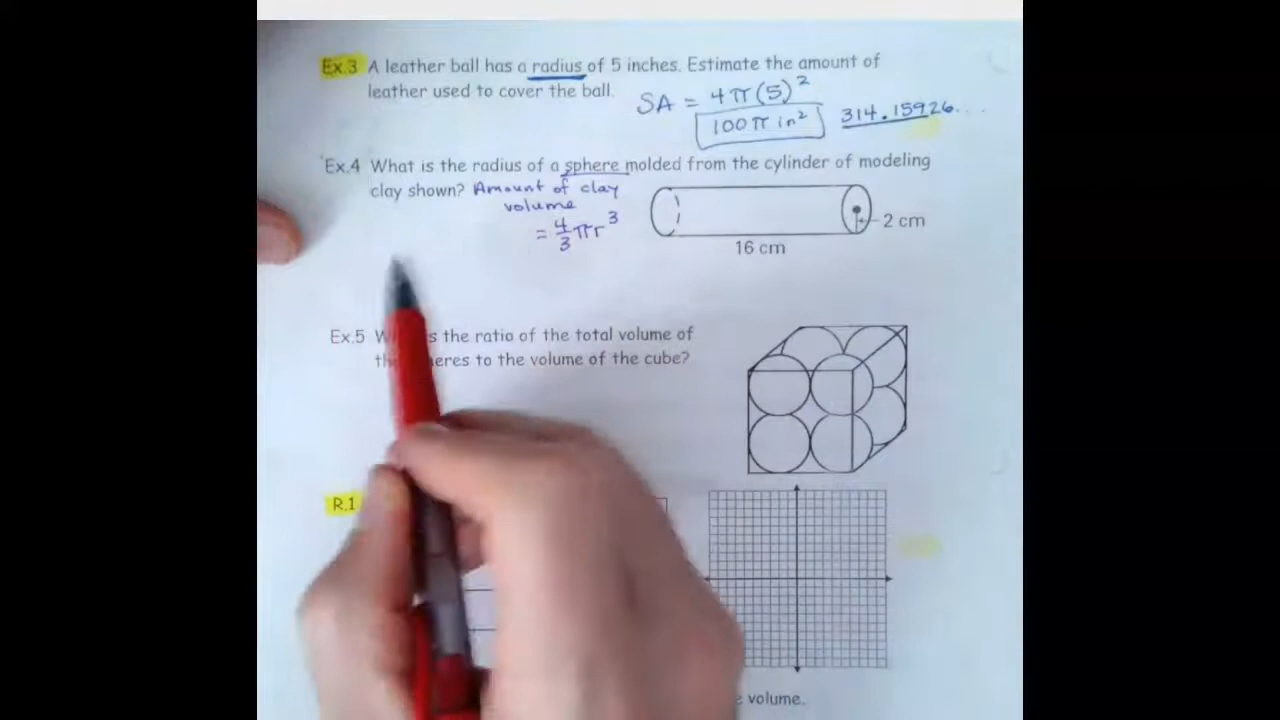 Ex.3 A leather ball has a radius of 5 inches. Estimate the amount of
leather used to cover the ball.
SA = 4π(5)²
100π in²
314.15926...
Ex.4 What is the radius of a sphere molded from the cylinder of modeling
clay shown? Amount of clay
volume
= 4/3 πr³
2 cm
16 cm
Ex.5 is the ratio of the total volume of
to the volume of the cube?
R.1
volume.